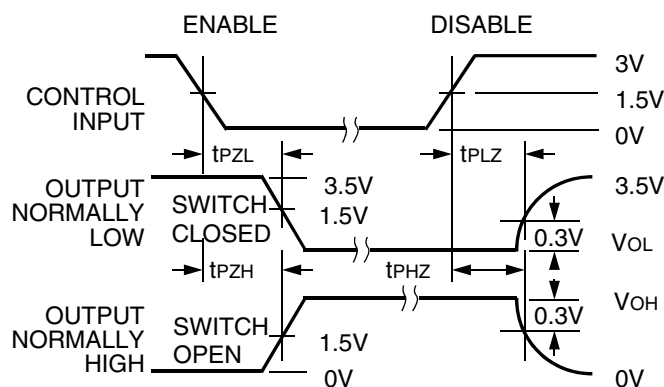 ENABLE DISABLE
3V
CONTROL
INPUT
1.5V
0V
tPZL tPLZ
OUTPUT
NORMALLY
LOW
SWITCH
CLOSED
3.5V
1.5V
3.5V
0.3V
VOL
tPZH tPHZ
OUTPUT
NORMALLY
HIGH
SWITCH
OPEN
1.5V
0V
VOH
0.3V
0V